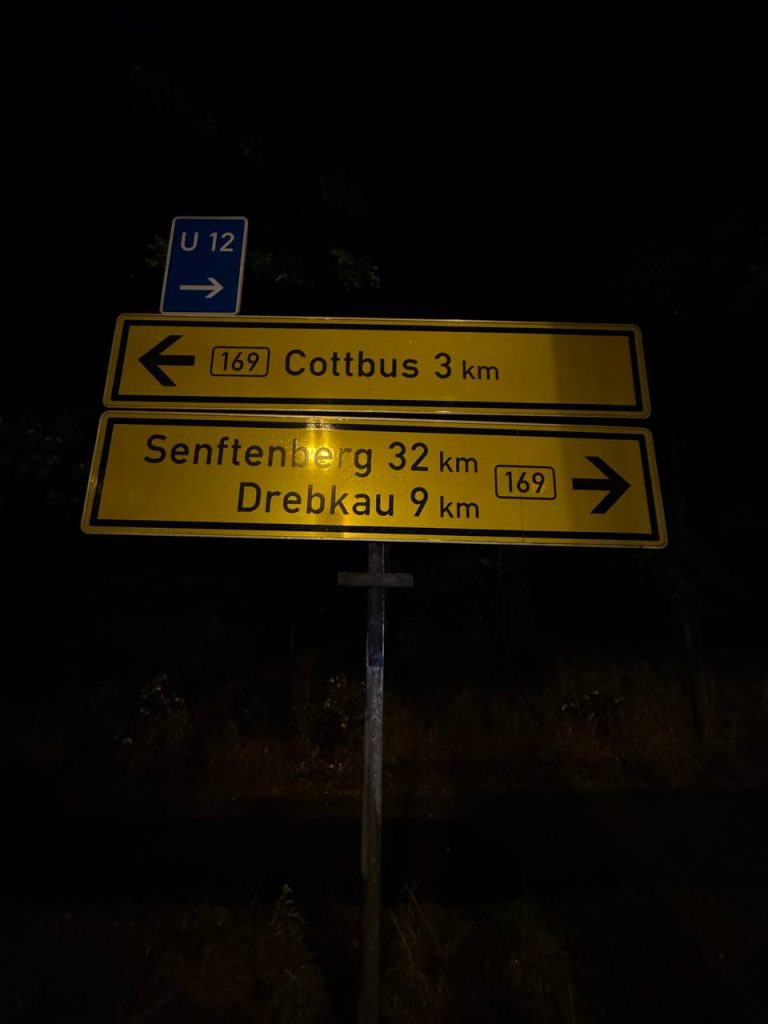 U 12
169 Cottbus 3 km
Senftenberg 32 km
169
Drebkau 9 km